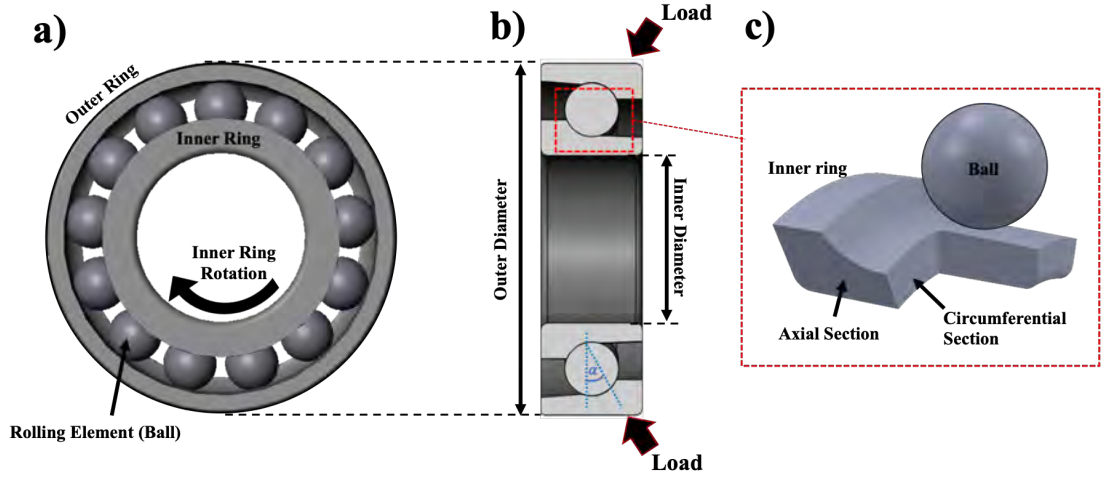 a)
Outer Ring
Inner Ring
Inner Ring
Rotation
Rolling Element (Ball)
b)
Load
Outer Diameter
Inner Diameter
α
Load
c)
Inner ring
Ball
Axial Section
Circumferential
Section